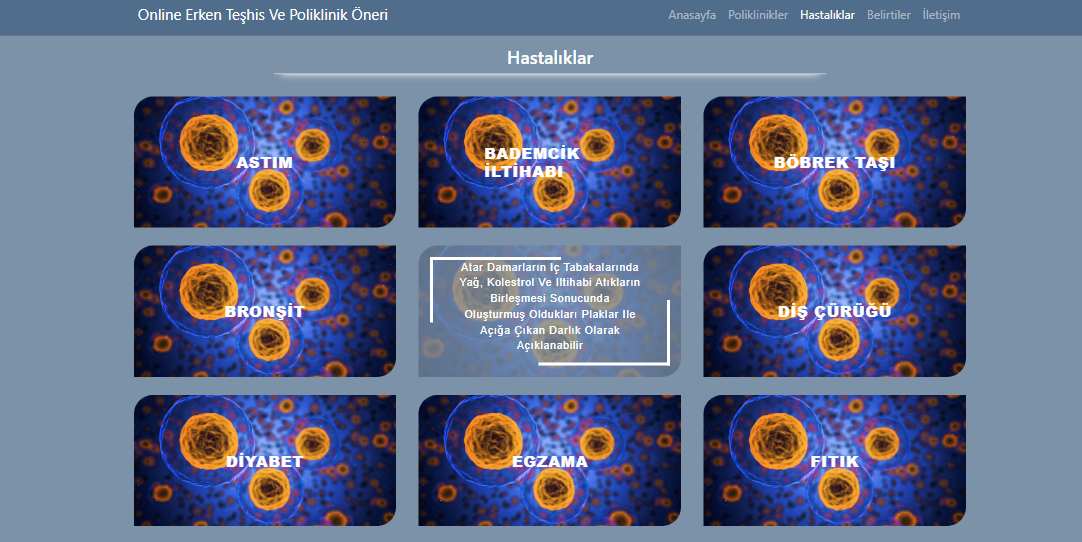 Online Erken Teşhis Ve Poliklinik Öneri
Anasayfa Poliklinikler Hastalıklar Belirtiler İletişim
Hastalıklar
ASTIM
BADEMCİK
İLTİHABI
BÖBREK TAŞI
BRONŞİT
Atar Damarların İç Tabakalarında
Yağ, Kolestrol Ve Iltihabi Atıkların
Birleşmesi Sonucunda
Oluşturmuş Oldukları Plaklar Ile
Açığa Çıkan Darlık Olarak
Açıklanabilir
DİŞ ÇÜRÜĞÜ
DİYABET
EGZAMA
FITIK